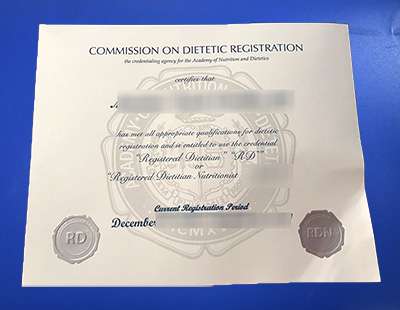 COMMISSION ON DIETETIC REGISTRATION
the credentialing agency for the Academy of Nutrition and Dietetics
certifies that
has met all appropriate qualifications for dietetic
registration and is entitled to use the credential
"Registered Dietitian" "RD"
or
"Registered Dietitian Nutritionist
Current Registration Period
December
RD
RDN